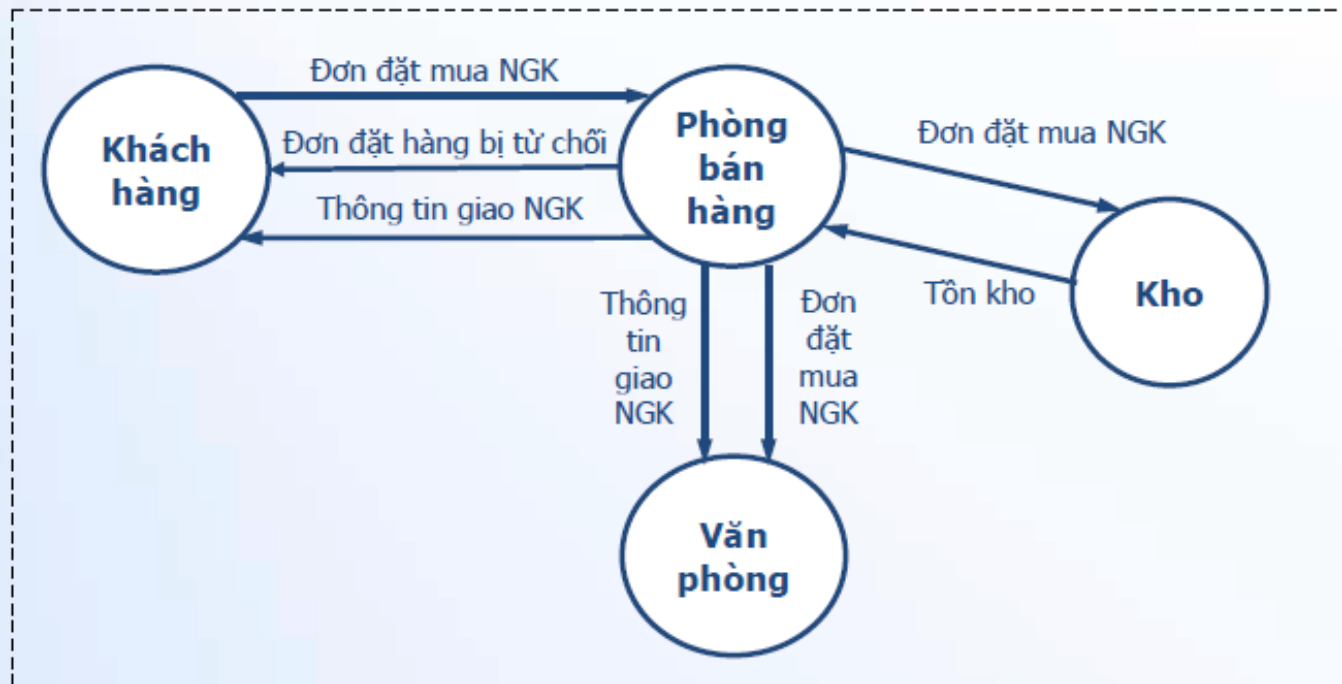 Đơn đặt mua NGK
Khách
hàng
Đơn đặt hàng bị từ chối
Thông tin giao NGK
Phòng
bán
hàng
Đơn đặt mua NGK
Tồn kho
Kho
Thông
tin
giao
NGK
Đơn
đặt
mua
NGK
Văn
phòng